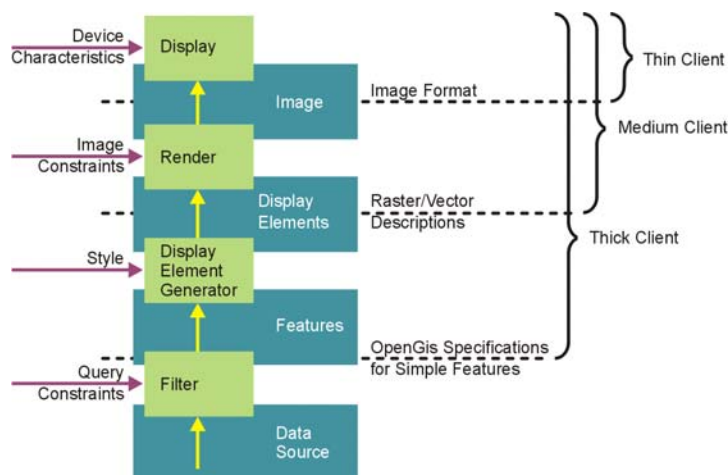 Device
Characteristics
Display
Image
Image Format
Thin Client
Image
Constraints
Render
Medium Client
Display
Elements
Raster/Vector
Descriptions
Style
Display
Element
Generator
Thick Client
Features
OpenGis Specifications
for Simple Features
Query
Constraints
Filter
Data
Source